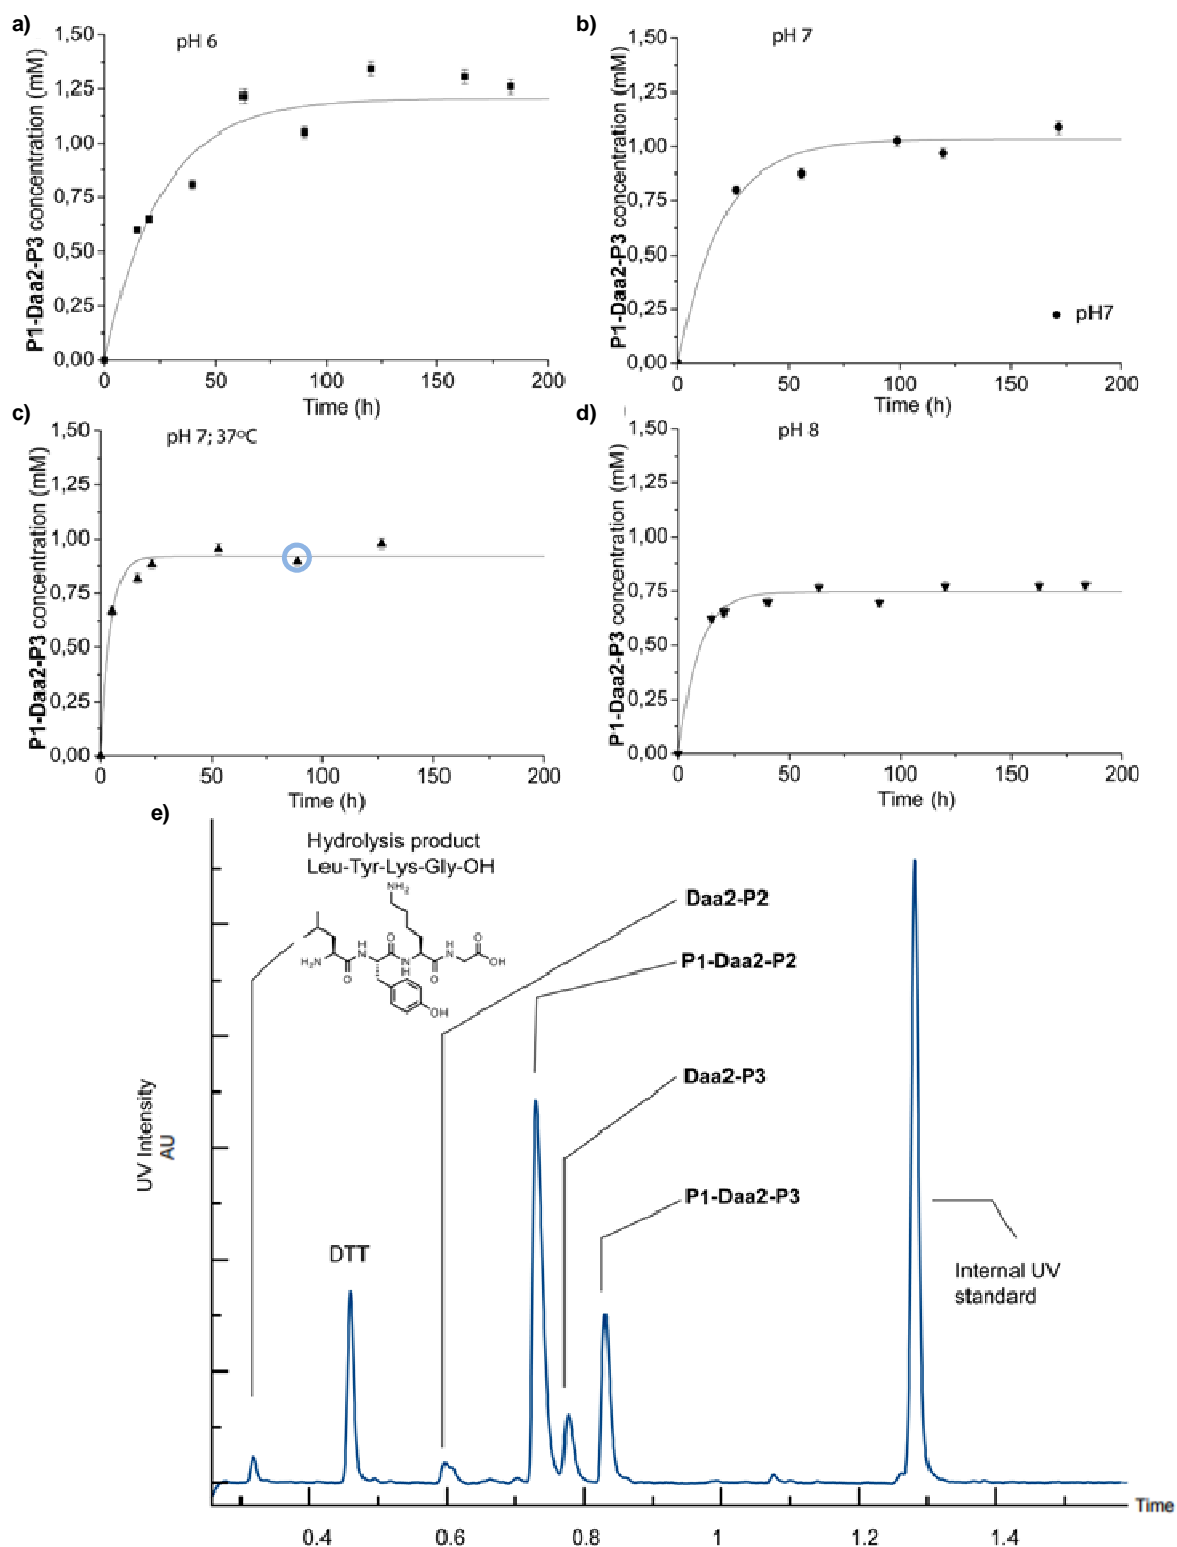 a)
pH 6
1,50
1,25
1,00
0,75
0,50
0,25
0,00
P1-Daa2-P3 concentration (mM)
0 50 100 150 200
Time (h)
b)
pH 7
1,50
1,25
1,00
0,75
0,50
0,25
0,00
P1-Daa2-P3 concentration (mM)
pH7
0 50 100 150 200
Time (h)
c)
pH 7; 37°C
1,50
1,25
1,00
0,75
0,50
0,25
0,00
P1-Daa2-P3 concentration (mM)
0 50 100 150 200
Time (h)
d)
pH 8
1,50
1,25
1,00
0,75
0,50
0,25
0,00
P1-Daa2-P3 concentration (mM)
0 50 100 150 200
Time (h)
e)
Hydrolysis product
Leu-Tyr-Lys-Gly-OH
NH2
H2N
O
H
N
O
N
H
O
H
N
O
OH
OH
Daa2-P2
P1-Daa2-P2
Daa2-P3
P1-Daa2-P3
DTT
Internal UV
standard
UV Intensity
AU
Time
0.4 0.6 0.8 1 1.2 1.4